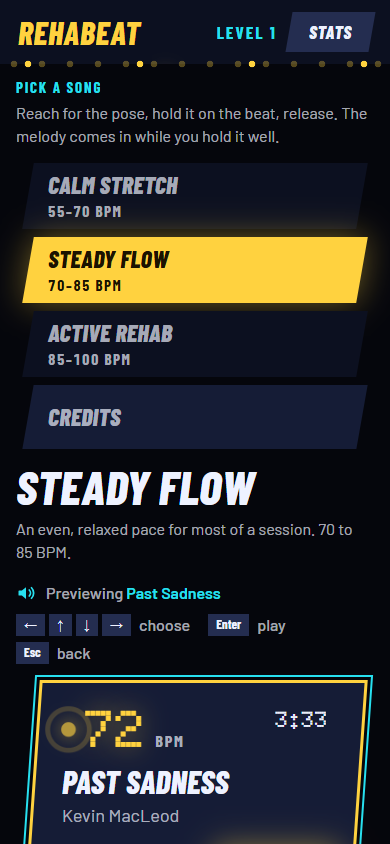 REHABEAT
LEVEL 1
STATS
PICK A SONG
Reach for the pose, hold it on the beat, release. The
melody comes in while you hold it well.
CALM STRETCH
55–70 BPM
STEADY FLOW
70–85 BPM
ACTIVE REHAB
85–100 BPM
CREDITS
STEADY FLOW
An even, relaxed pace for most of a session. 70 to
85 BPM.
Previewing Past Sadness
← ↑ ↓ → choose Enter play
Esc back
72 BPM
3:33
PAST SADNESS
Kevin MacLeod